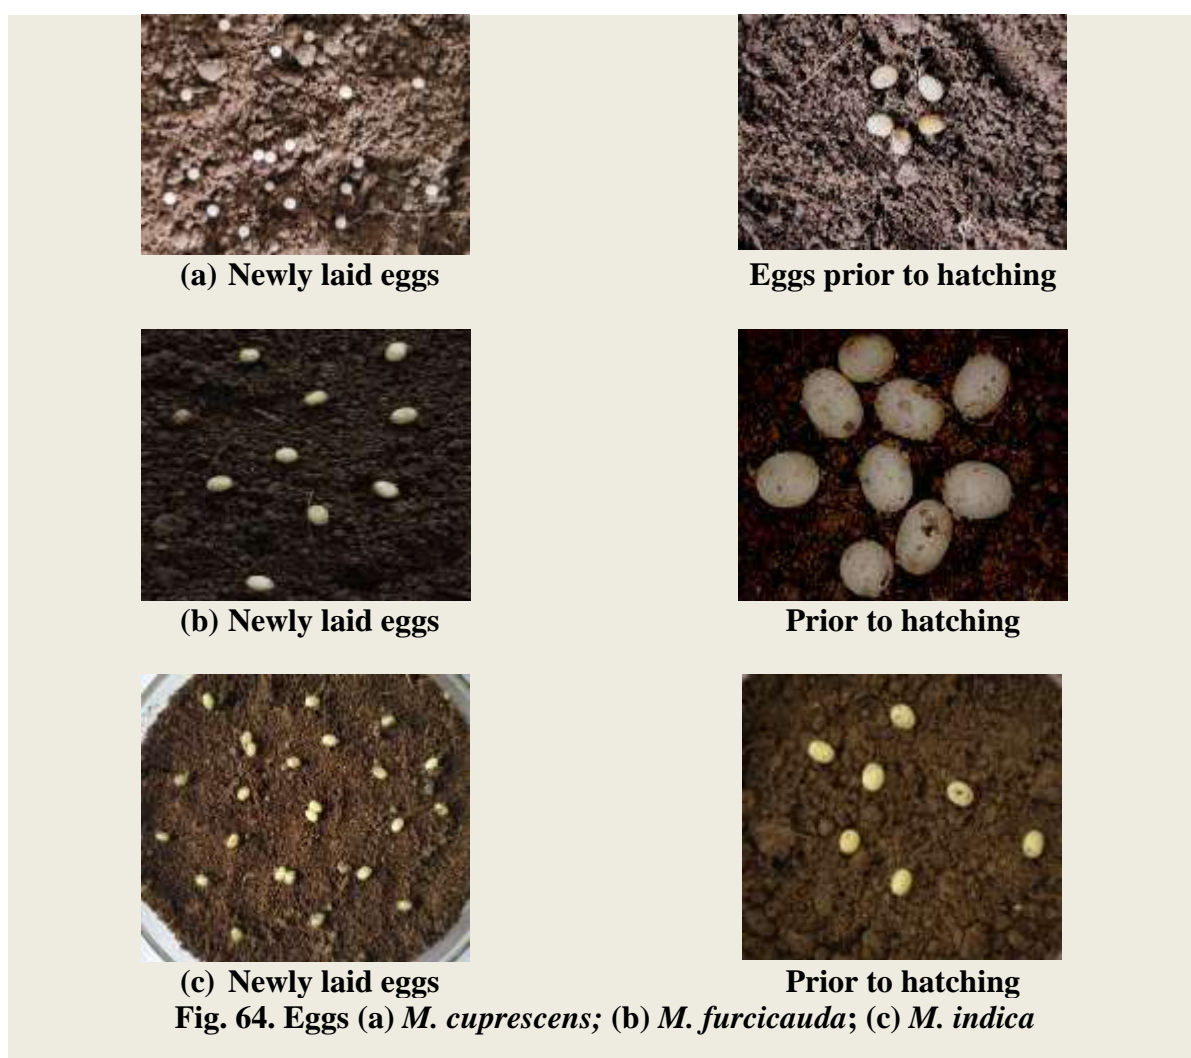 (a) Newly laid eggs
Eggs prior to hatching
(b) Newly laid eggs
Prior to hatching
(c) Newly laid eggs
Prior to hatching
Fig. 64. Eggs (a) M. cuprescens; (b) M. furcicauda; (c) M. indica